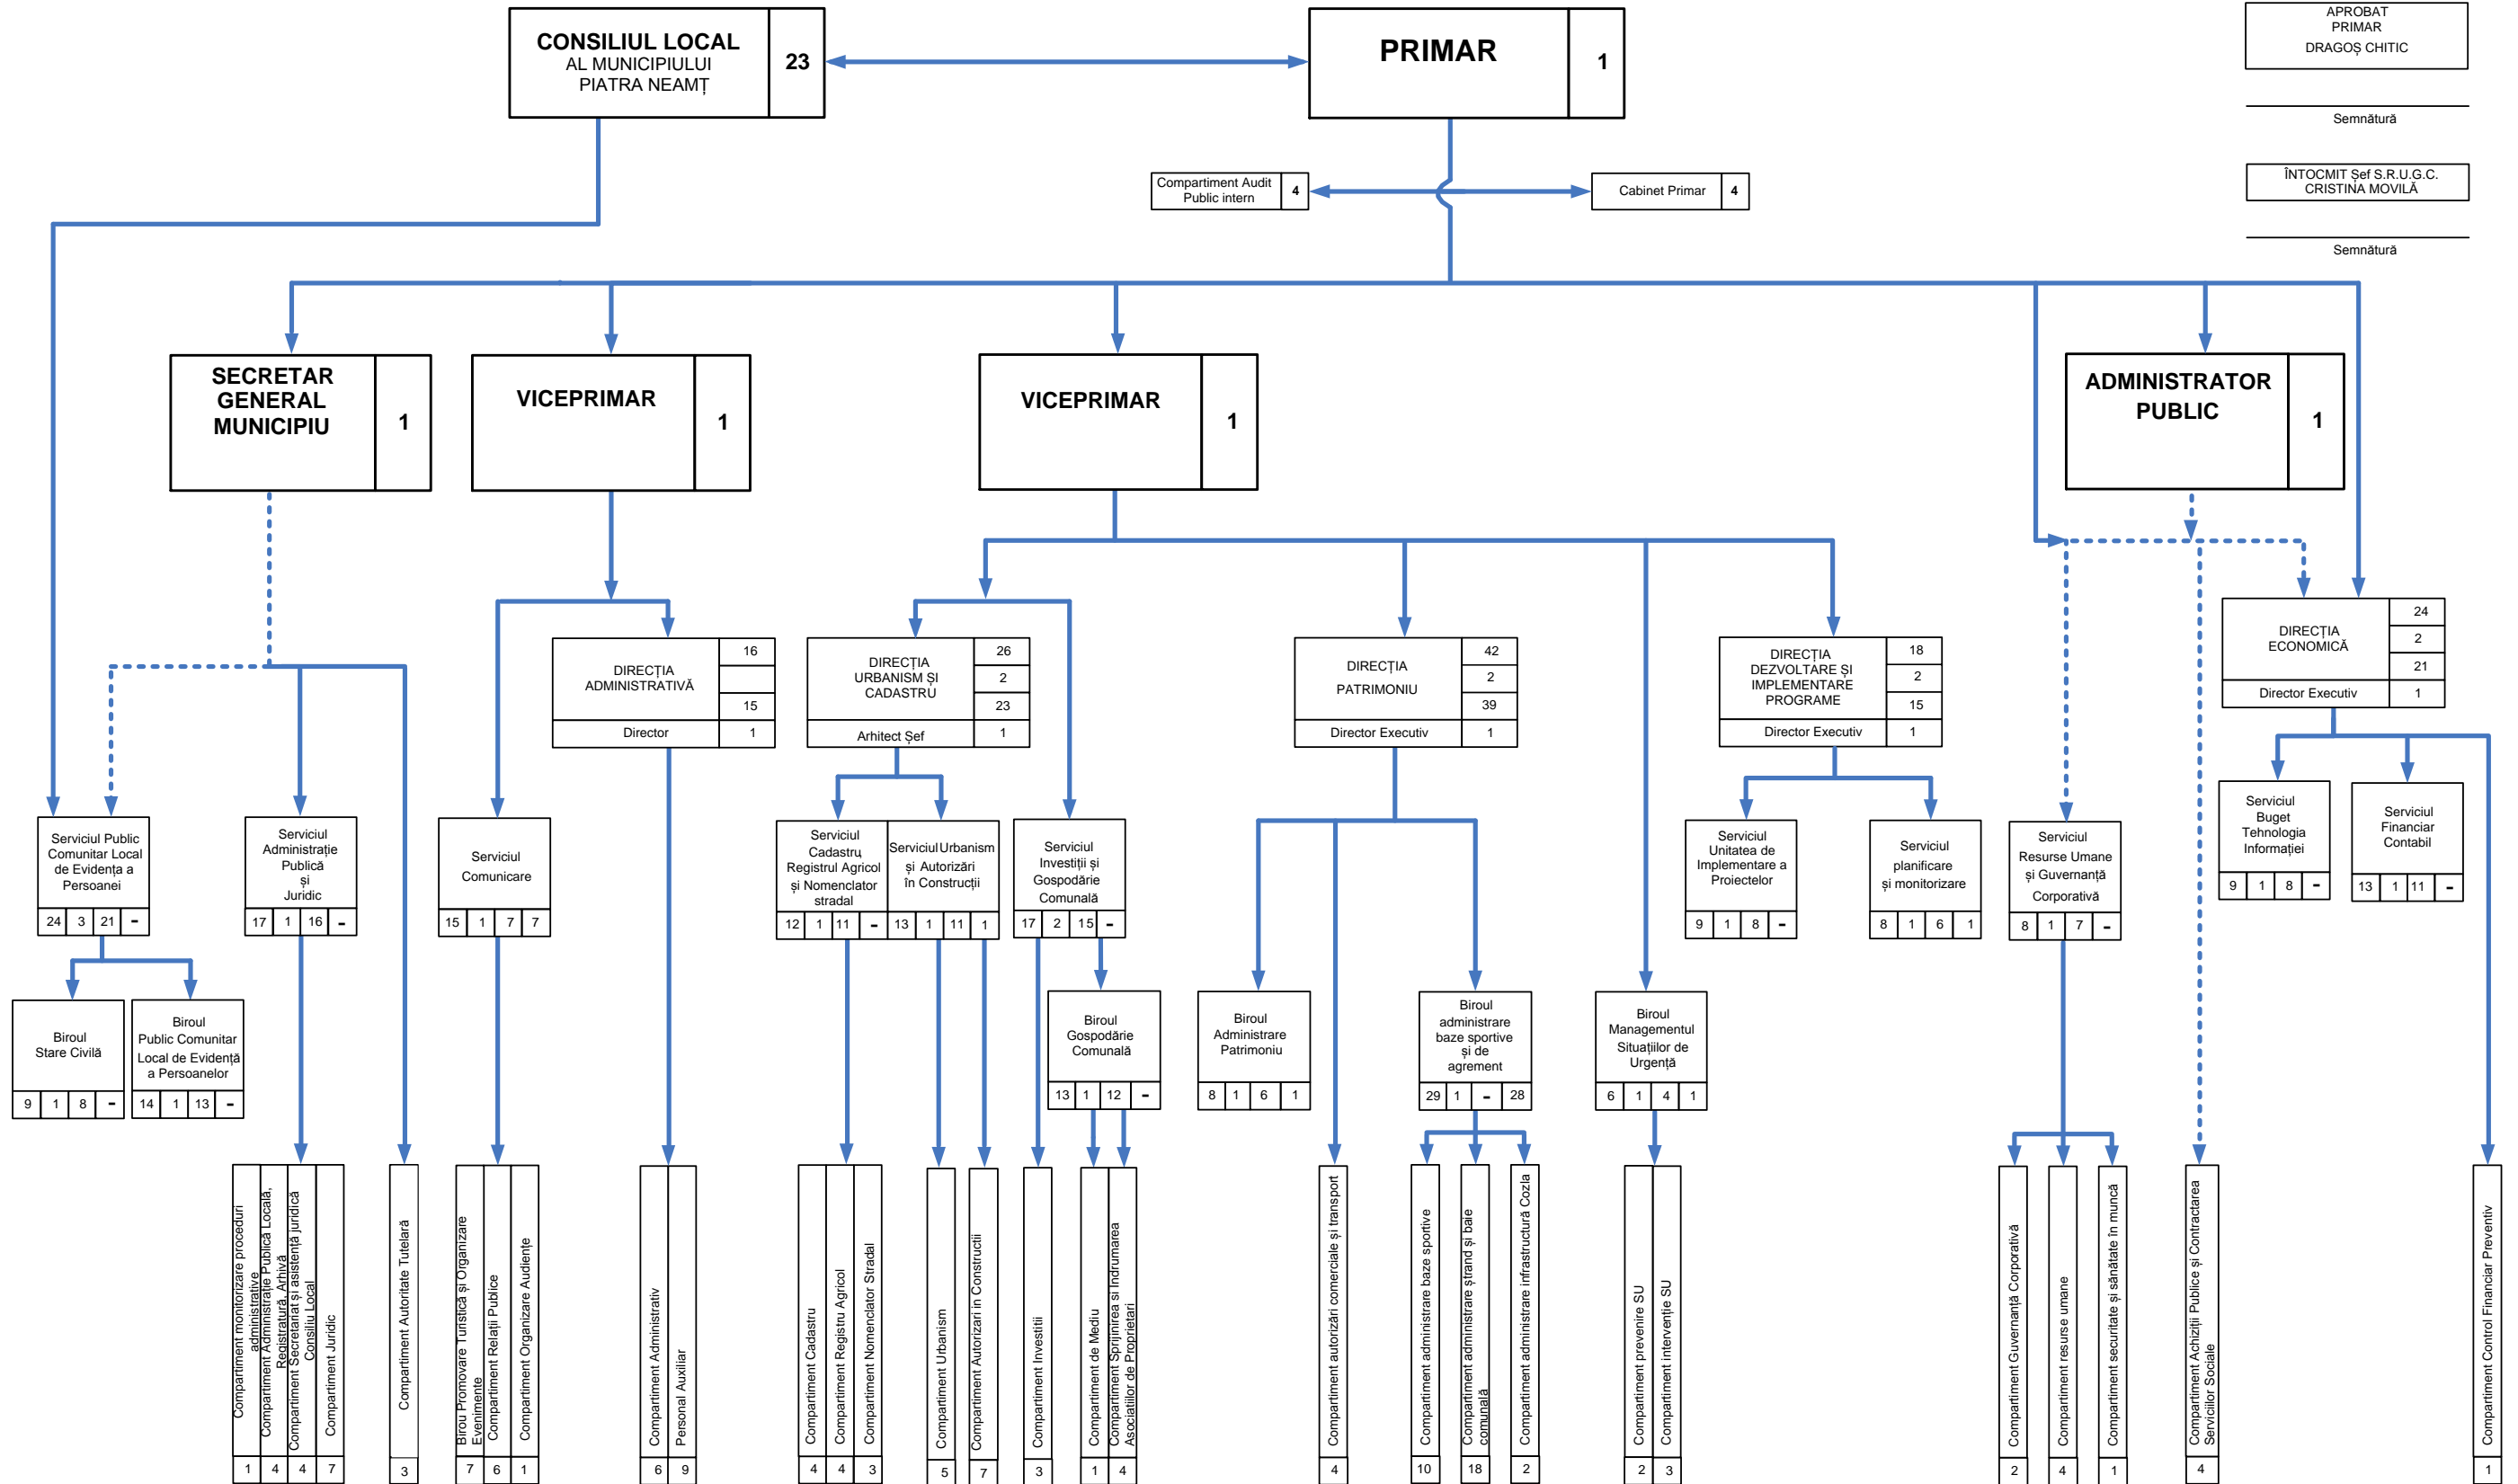 CONSILIUL LOCAL
AL MUNICIPIULUI
PIATRA NEAMȚ
23
PRIMAR
1
APROBAT
PRIMAR
DRAGOȘ CHITIC
Semnătură
ÎNTOCMIT Șef S.R.U.G.C.
CRISTINA MOVILĂ
Semnătură
Compartiment Audit
Public intern
4
Cabinet Primar
4
SECRETAR
GENERAL
MUNICIPIU
1
VICEPRIMAR
1
VICEPRIMAR
1
ADMINISTRATOR
PUBLIC
1
DIRECȚIA
ADMINISTRATIVĂ
16
15
Director
1
DIRECȚIA
URBANISM ȘI
CADASTRU
26
2
23
Arhitect Șef
1
DIRECȚIA
PATRIMONIU
42
2
39
Director Executiv
1
DIRECȚIA
DEZVOLTARE ȘI
IMPLEMENTARE
PROGRAME
18
2
15
Director Executiv
1
DIRECȚIA
ECONOMICĂ
24
2
21
Director Executiv
1
Serviciul Public
Comunitar Local
de Evidența a
Persoanei
24 3 21 -
Serviciul
Administrație
Publică
și
Juridic
17 1 16 -
Serviciul
Comunicare
15 1 7 7
Serviciul
Cadastru,
Registrul Agricol
și Nomenclator
stradal
12 1 11 -
Serviciul Urbanism
și Autorizări
în Construcții
13 1 11 1
Serviciul
Investiții și
Gospodărie
Comunală
17 2 15 -
Serviciul
Unitatea de
Implementare a
Proiectelor
9 1 8 -
Serviciul
planificare
și monitorizare
8 1 6 1
Serviciul
Resurse Umane
și Guvernanță
Corporativă
8 1 7 -
Serviciul
Buget
Tehnologia
Informației
9 1 8 -
Serviciul
Financiar
Contabil
13 1 11 -
Biroul
Stare Civilă
9 1 8 -
Biroul
Public Comunitar
Local de Evidență
a Persoanelor
14 1 13 -
Biroul
Gospodărie
Comunală
13 1 12 -
Biroul
Administrare
Patrimoniu
8 1 6 1
Biroul
administrare
baze sportive
și de
agrement
29 1 - 28
Biroul
Managementul
Situațiilor de
Urgență
6 1 4 1
Compartiment monitorizare proceduri
administrative
1
Compartiment Administrație Publică Locală,
Registratură, Arhivă
4
Compartiment Secretariat și asistență juridică
Consiliu Local
4
Compartiment Juridic
7
Compartiment Autoritate Tutelară
3
Birou Promovare Turistică și Organizare
Evenimente
7
Compartiment Relații Publice
6
Compartiment Organizare Audiențe
1
Compartiment Administrativ
6
Personal Auxiliar
9
Compartiment Cadastru
4
Compartiment Registru Agricol
4
Compartiment Nomenclator Stradal
3
Compartiment Urbanism
5
Compartiment Autorizari in Constructii
7
Compartiment Investitii
3
Compartiment de Mediu
1
Compartiment Sprijinirea si Indrumarea
Asociatiilor de Proprietari
4
Compartiment autorizări comerciale și transport
4
Compartiment administrare baze sportive
10
Compartiment administrare ștrand și baie
comunală
18
Compartiment administrare infrastructură Cozla
2
Compartiment prevenire SU
2
Compartiment intervenție SU
3
Compartiment Guvernanță Corporativă
2
Compartiment resurse umane
4
Compartiment securitate și sănătate în muncă
1
Compartiment Achiziții Publice și Contractarea
Serviciilor Sociale
4
Compartiment Control Financiar Preventiv
1